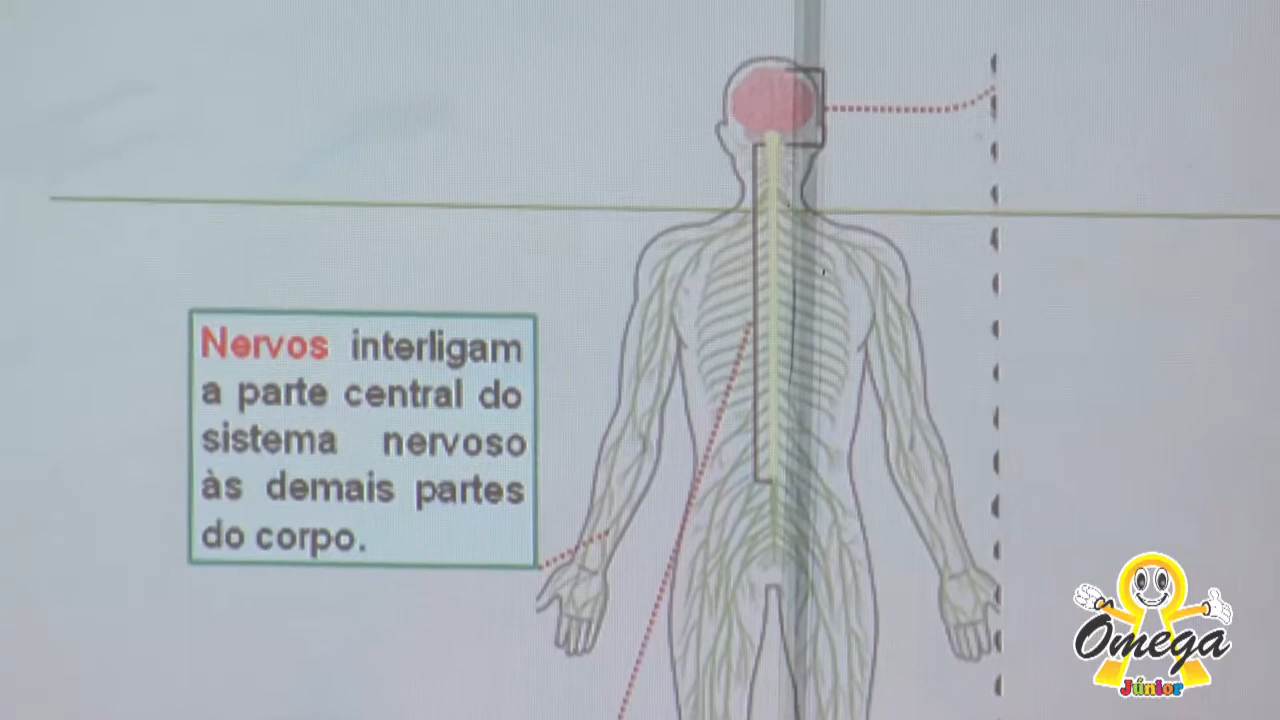 Nervos interligam
a parte central do
sistema nervoso
às demais partes
do corpo.
Ômega
Júnior